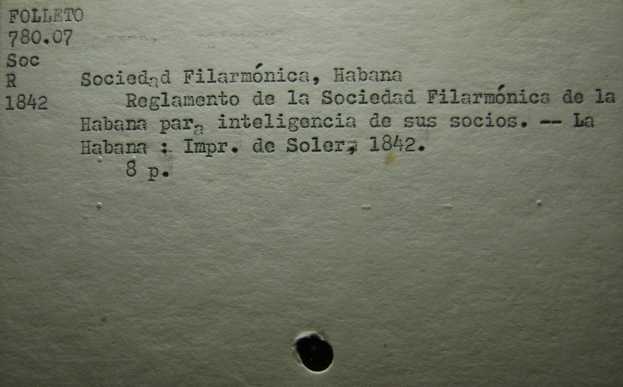 FOLLETO
780.07
Soc
R
1842
Sociedad Filarmónica, Habana
Reglamento de la Sociedad Filarmónica de la
Habana para inteligencia de sus socios. -- La
Habana : Impr. de Soler, 1842.
8 p.